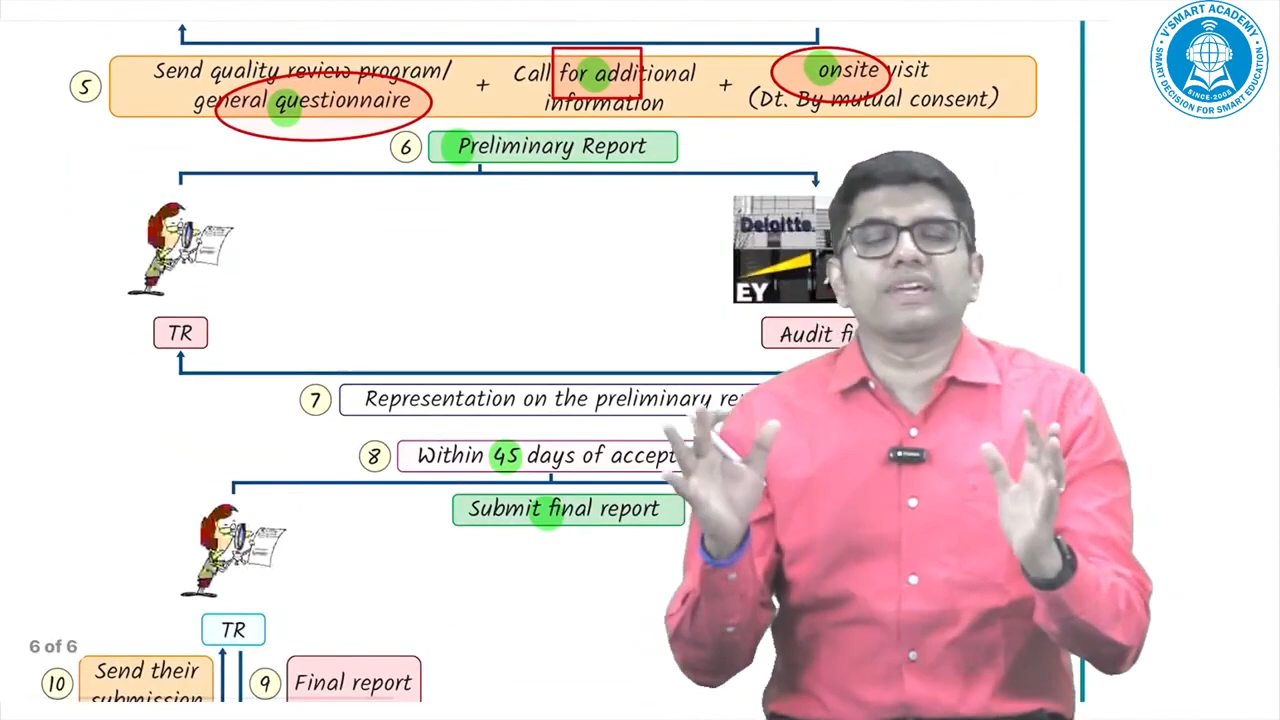 V'SMART ACADEMY
SMART DECISION FOR SMART EDUCATION
SINCE-2005
5
Send quality review program/
general questionnaire
+
Call for additional
information
+
onsite visit
(Dt. By mutual consent)
6
Preliminary Report
Deloitte
EY
TR
Audit fi
7
Representation on the preliminary re
8
Within 45 days of accept
Submit final report
TR
6 of 6
10
Send their
submission
9
Final report